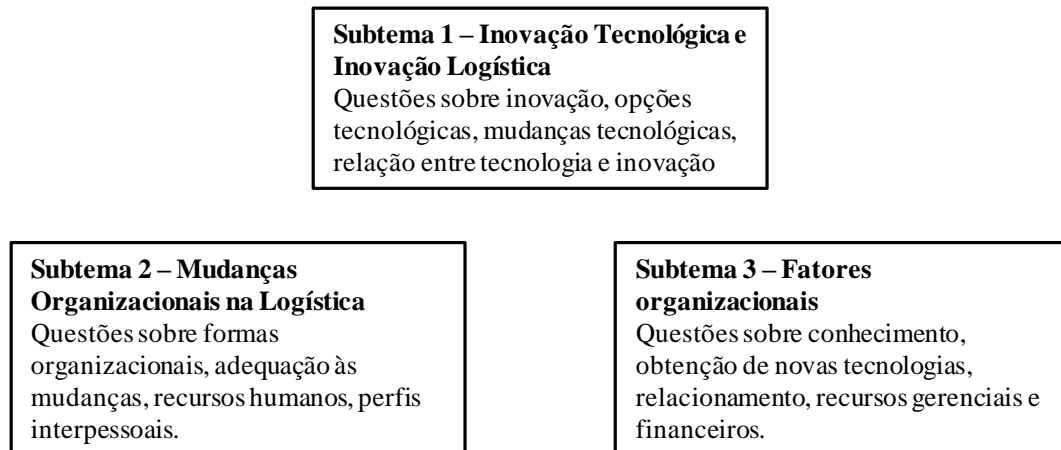 Subtema 1 – Inovação Tecnológica e
Inovação Logística
Questões sobre inovação, opções
tecnológicas, mudanças tecnológicas,
relação entre tecnologia e inovação
Subtema 2 – Mudanças
Organizacionais na Logística
Questões sobre formas
organizacionais, adequação às
mudanças, recursos humanos, perfis
interpessoais.
Subtema 3 – Fatores
organizacionais
Questões sobre conhecimento,
obtenção de novas tecnologias,
relacionamento, recursos gerenciais e
financeiros.